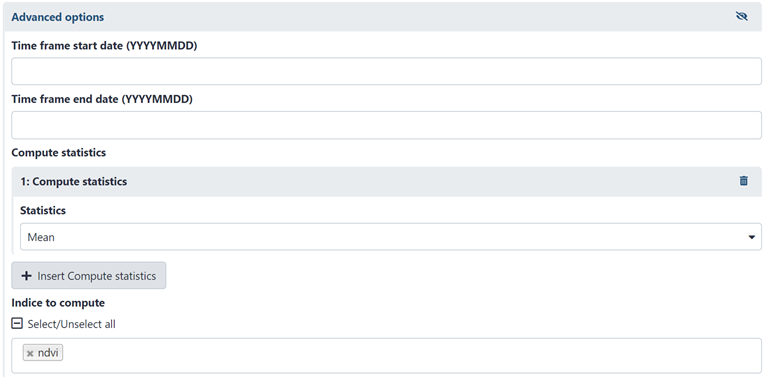 Advanced options
Time frame start date (YYYYMMDD)
Time frame end date (YYYYMMDD)
Compute statistics
1: Compute statistics
Statistics
Mean
Insert Compute statistics
Indice to compute
Select/Unselect all
ndvi